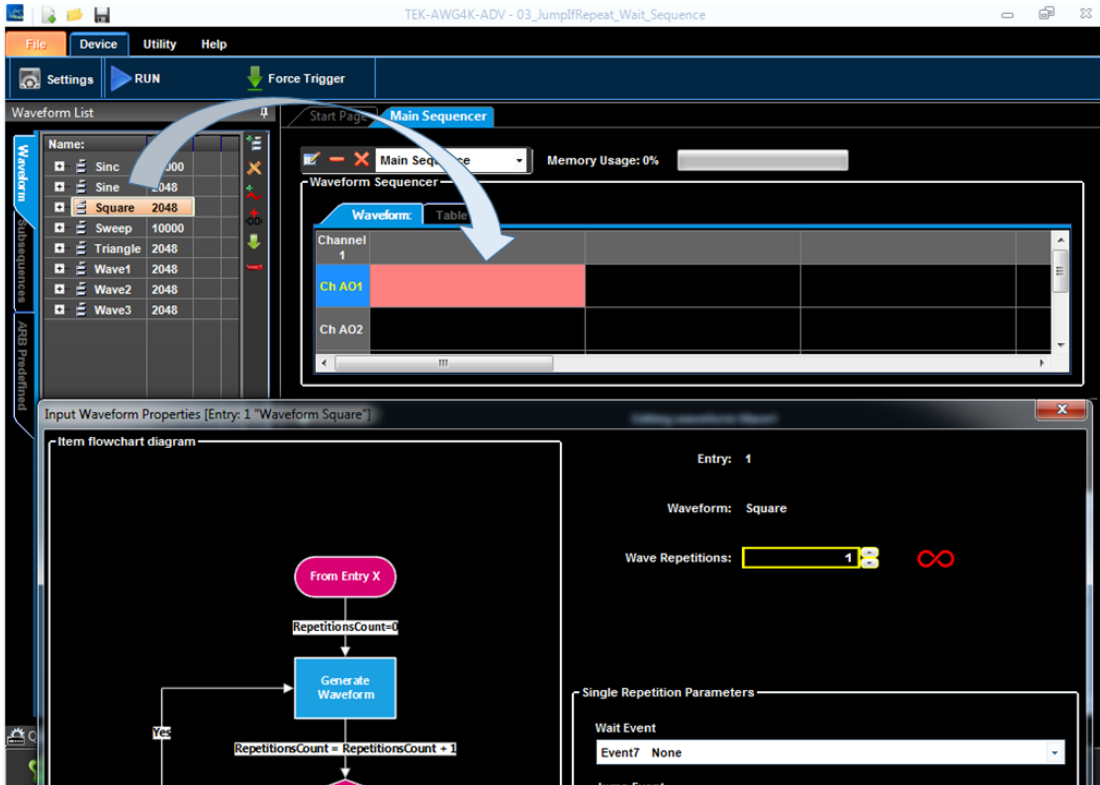 TEK-AWG4K-ADV - 03_JumpIfRepeat_Wait_Sequence
File Device Utility Help
Settings RUN Force Trigger
Waveform List
Start Page Main Sequencer
Name:
Sinc
Sine 2048
Square 2048
Sweep 10000
Triangle 2048
Wave1 2048
Wave2 2048
Wave3 2048
Waveform
Subsequences
ARB Predefined
Main Sequence Memory Usage: 0%
Waveform Sequencer
Waveform: Table
Channel
1
Ch AO1
Ch AO2
Input Waveform Properties [Entry: 1 "Waveform Square"]
Item flowchart diagram
From Entry X
RepetitionsCount=0
Generate
Waveform
Yes
RepetitionsCount = RepetitionsCount + 1
Entry: 1
Waveform: Square
Wave Repetitions: 1
Single Repetition Parameters
Wait Event
Event7 None